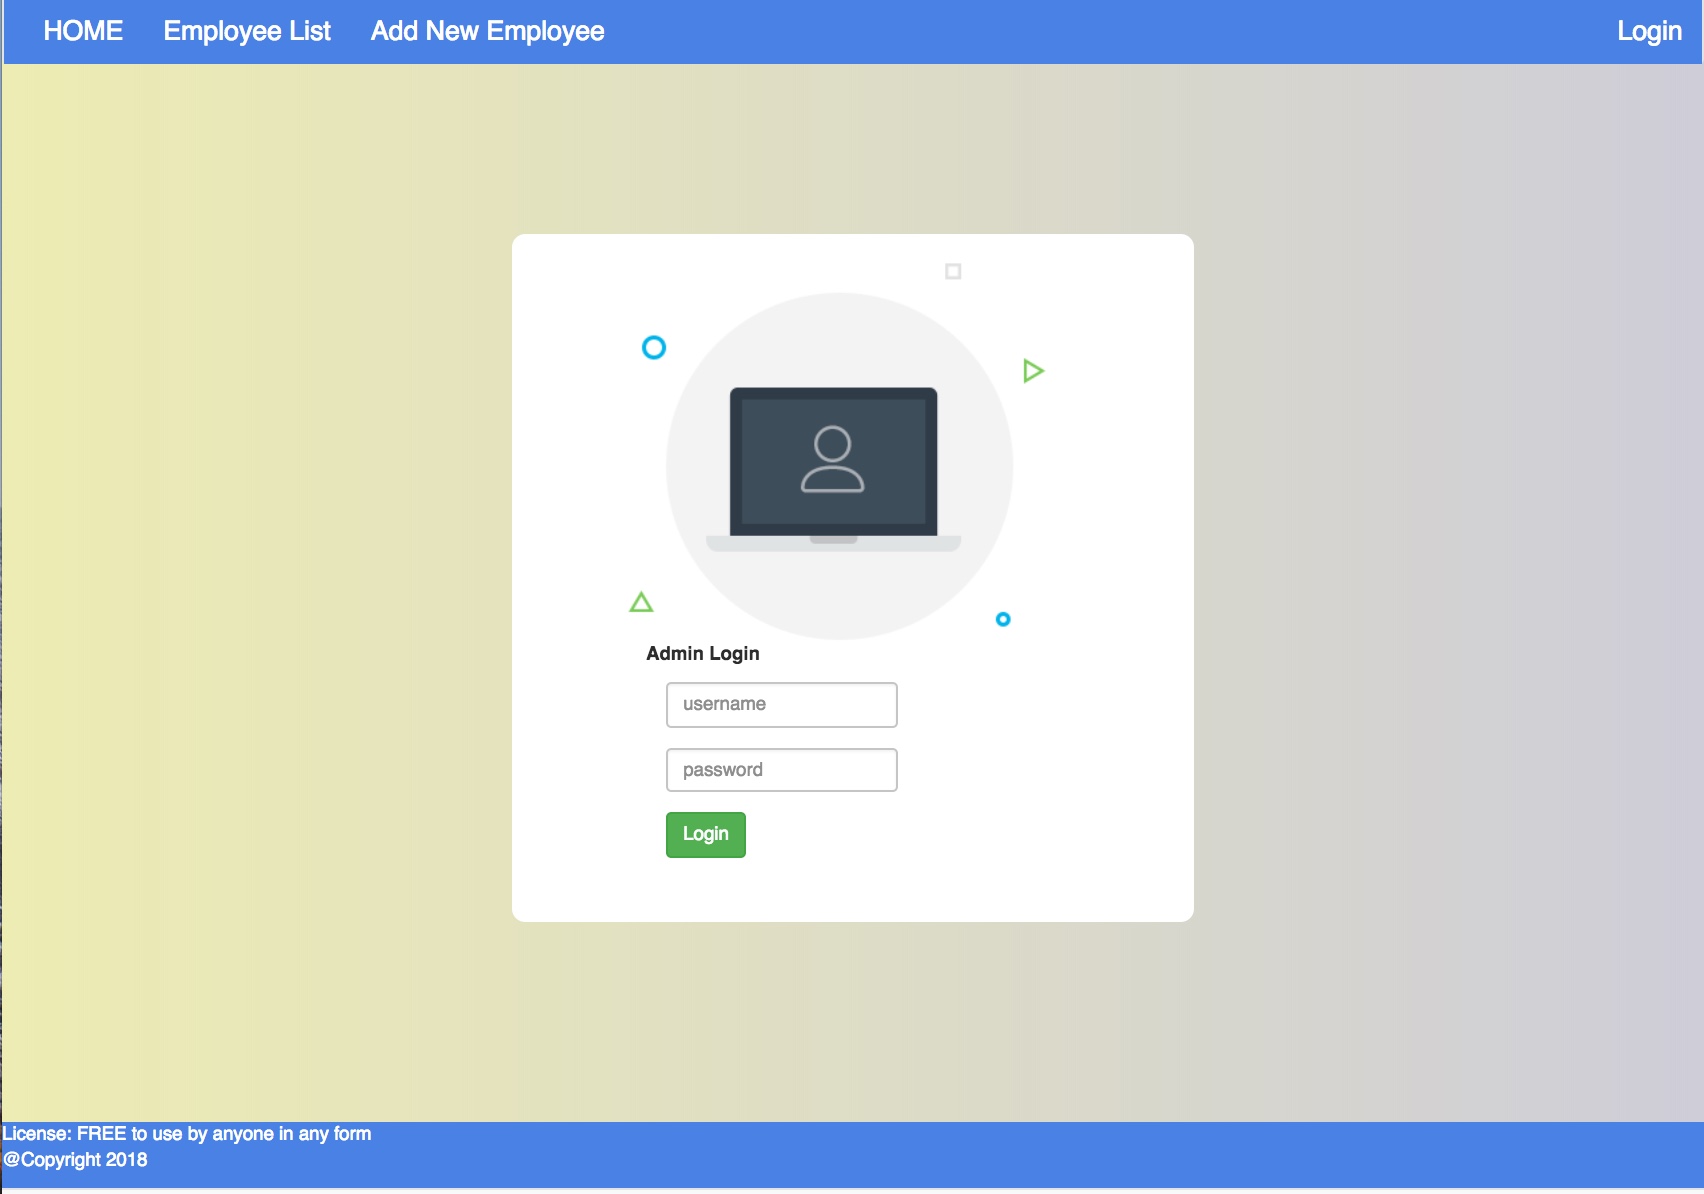 HOME Employee List Add New Employee Login
Admin Login
username
password
Login
License: FREE to use by anyone in any form
@Copyright 2018